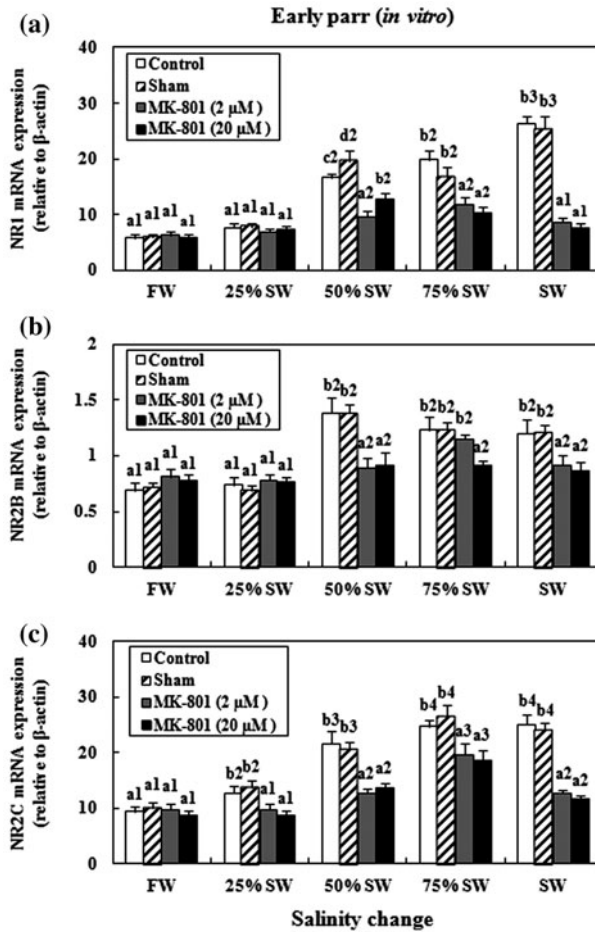 Early parr (in vitro)
(a)
NR1 mRNA expression
(relative to β-actin)
40
30
20
10
0
Control
Sham
MK-801 (2 μM )
MK-801 (20 μM )
a1 a1 a1 a1
a1 a1 a1 a1
c2 d2 a2 b2
b2 b2 a2 a2
b3 b3 a1 a1
FW 25% SW 50% SW 75% SW SW
(b)
NR2B mRNA expression
(relative to β-actin)
2
1.5
1
0.5
0
Control
Sham
MK-801 (2 μM )
MK-801 (20 μM )
a1 a1 a1 a1
a1 a1 a1 a1
b2 b2 a2 a2
b2 b2 b2 a2
b2 b2 a2 a2
FW 25% SW 50% SW 75% SW SW
(c)
NR2C mRNA expression
(relative to β-actin)
40
30
20
10
0
Control
Sham
MK-801 (2 μM )
MK-801 (20 μM )
a1 a1 a1 a1
b2 b2 a1 a1
b3 b3 a2 a2
b4 b4 a3 a3
b4 b4 a2 a2
FW 25% SW 50% SW 75% SW SW
Salinity change